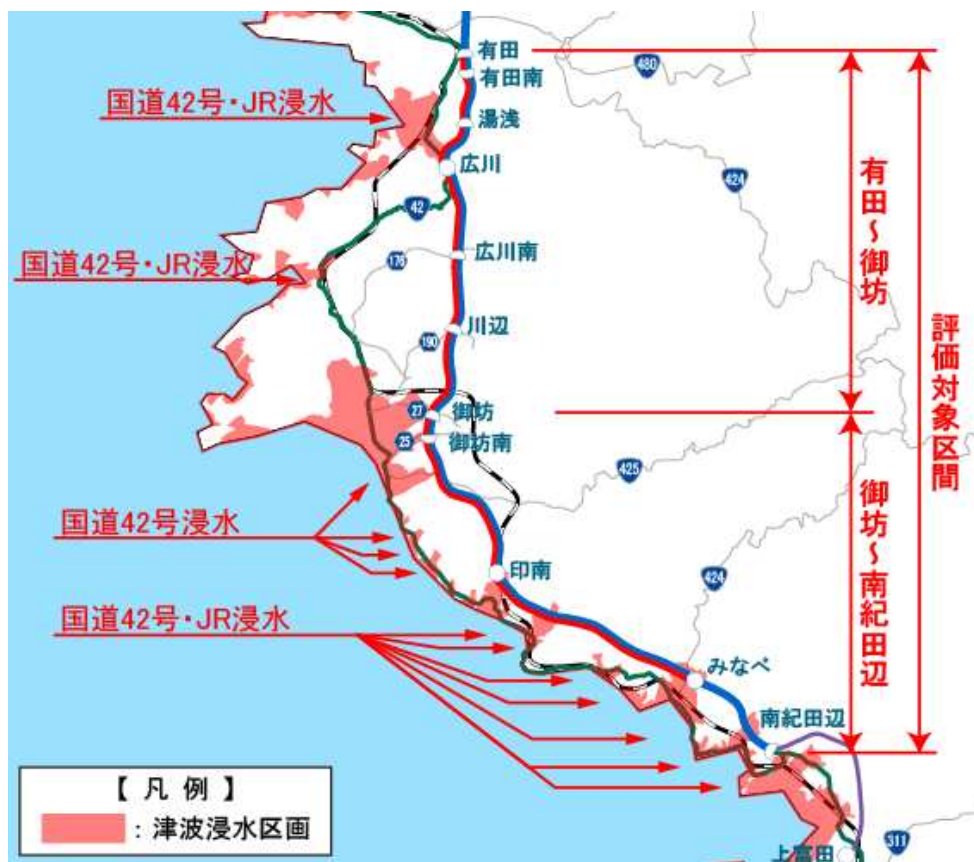 有田
有田南
480
国道42号・JR浸水
湯浅
広川
424
42
有田～御坊
国道42号・JR浸水
176
広川南
190
川辺
評価対象区間
27
御坊
25
御坊南
425
国道42号浸水
御坊～南紀田辺
印南
424
国道42号・JR浸水
みなべ
南紀田辺
【 凡 例 】
：津波浸水区画
311
上富田